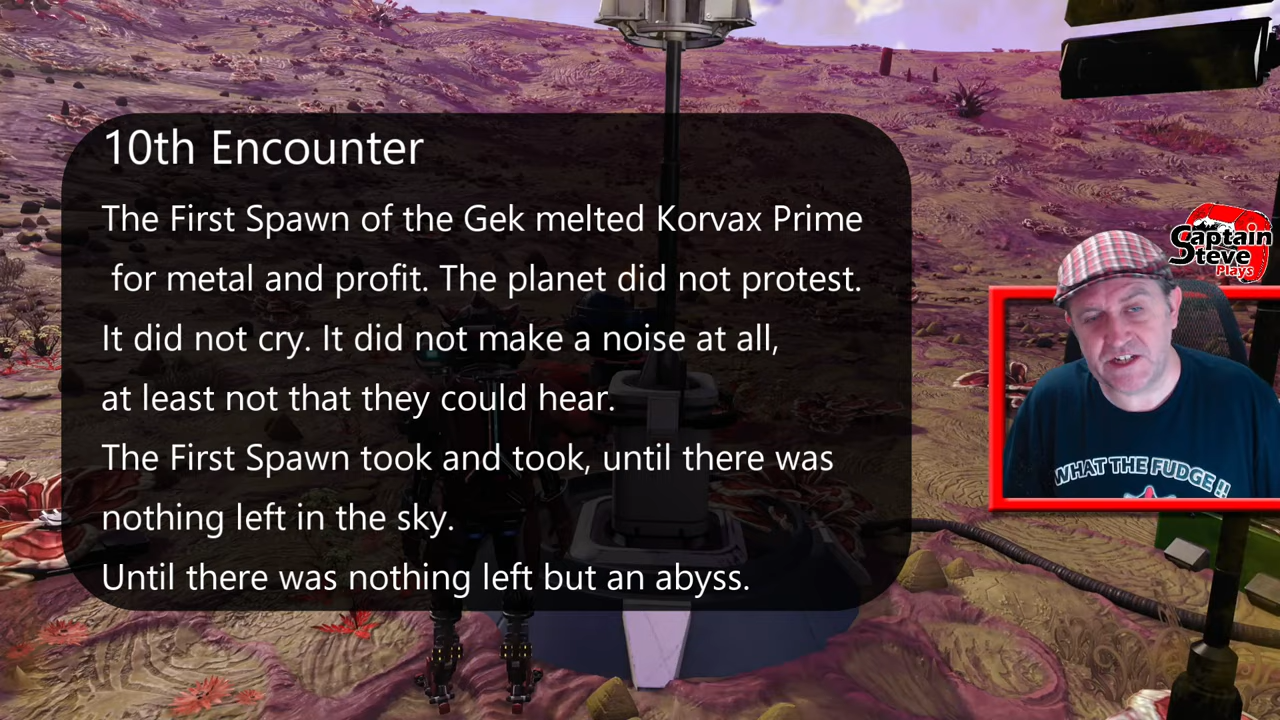 10th Encounter
The First Spawn of the Gek melted Korvax Prime
for metal and profit. The planet did not protest.
It did not cry. It did not make a noise at all,
at least not that they could hear.
The First Spawn took and took, until there was
nothing left in the sky.
Until there was nothing left but an abyss.
Captain
Steve
Plays
WHAT THE FUDGE !!